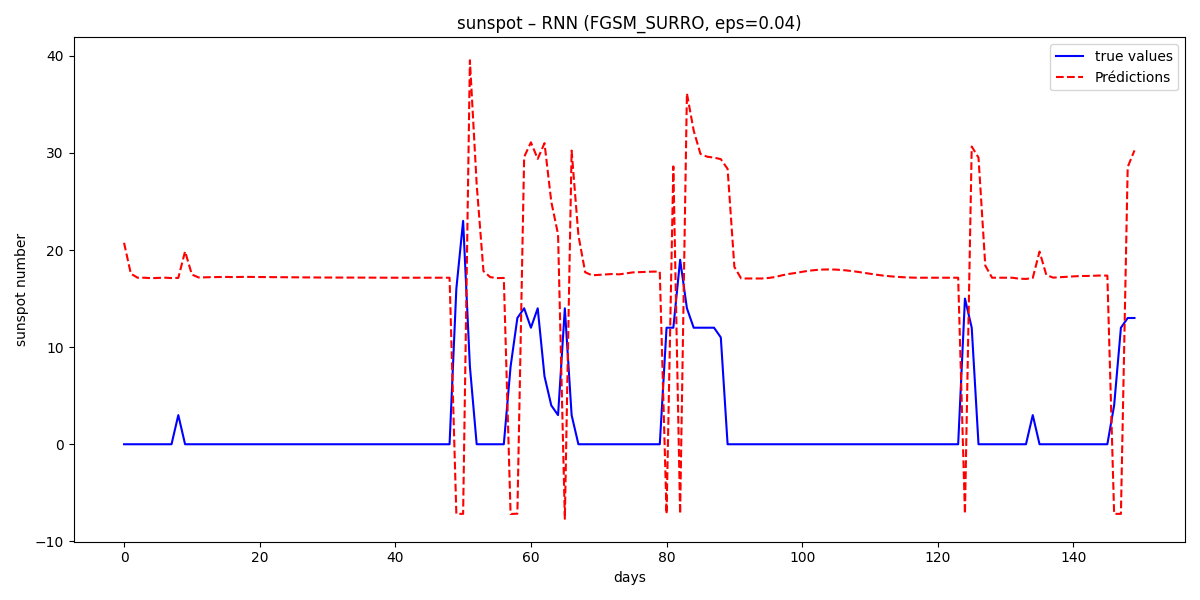 sunspot – RNN (FGSM_SURRO, eps=0.04)
true values
Prédictions
sunspot number
40
30
20
10
0
−10
0 20 40 60 80 100 120 140
days